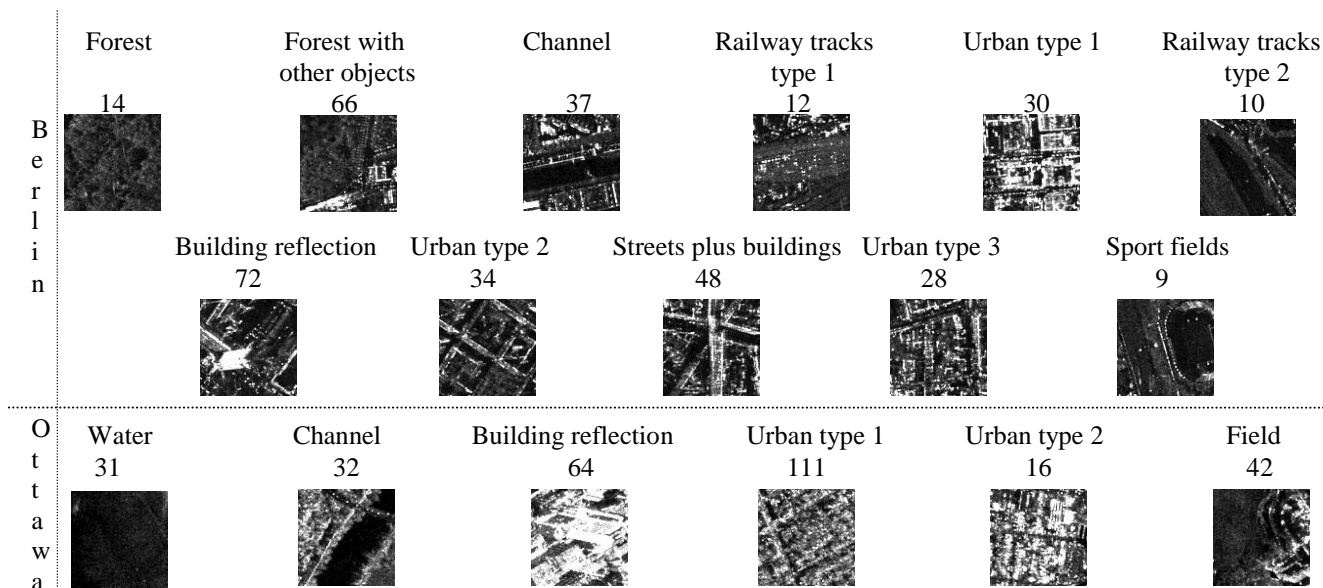 Forest Forest with Channel Railway tracks Urban type 1 Railway tracks
other objects type 1 type 2
14 66 37 12 30 10
Berlin
Building reflection Urban type 2 Streets plus buildings Urban type 3 Sport fields
72 34 48 28 9
Ottawa
Water Channel Building reflection Urban type 1 Urban type 2 Field
31 32 64 111 16 42